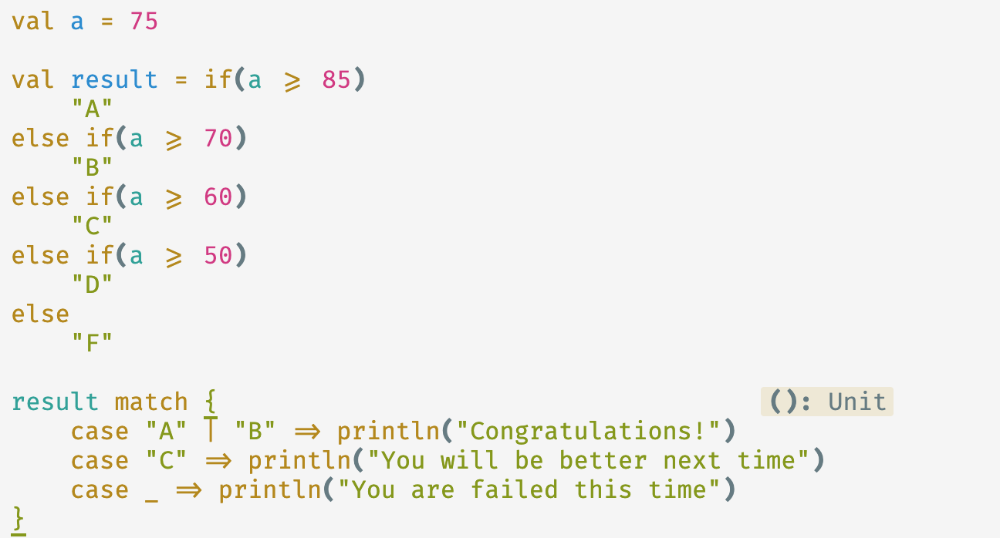 val a = 75
val result = if(a >= 85)
    "A"
else if(a >= 70)
    "B"
else if(a >= 60)
    "C"
else if(a >= 50)
    "D"
else
    "F"
result match { (): Unit
    case "A" | "B" => println("Congratulations!")
    case "C" => println("You will be better next time")
    case _ => println("You are failed this time")
}